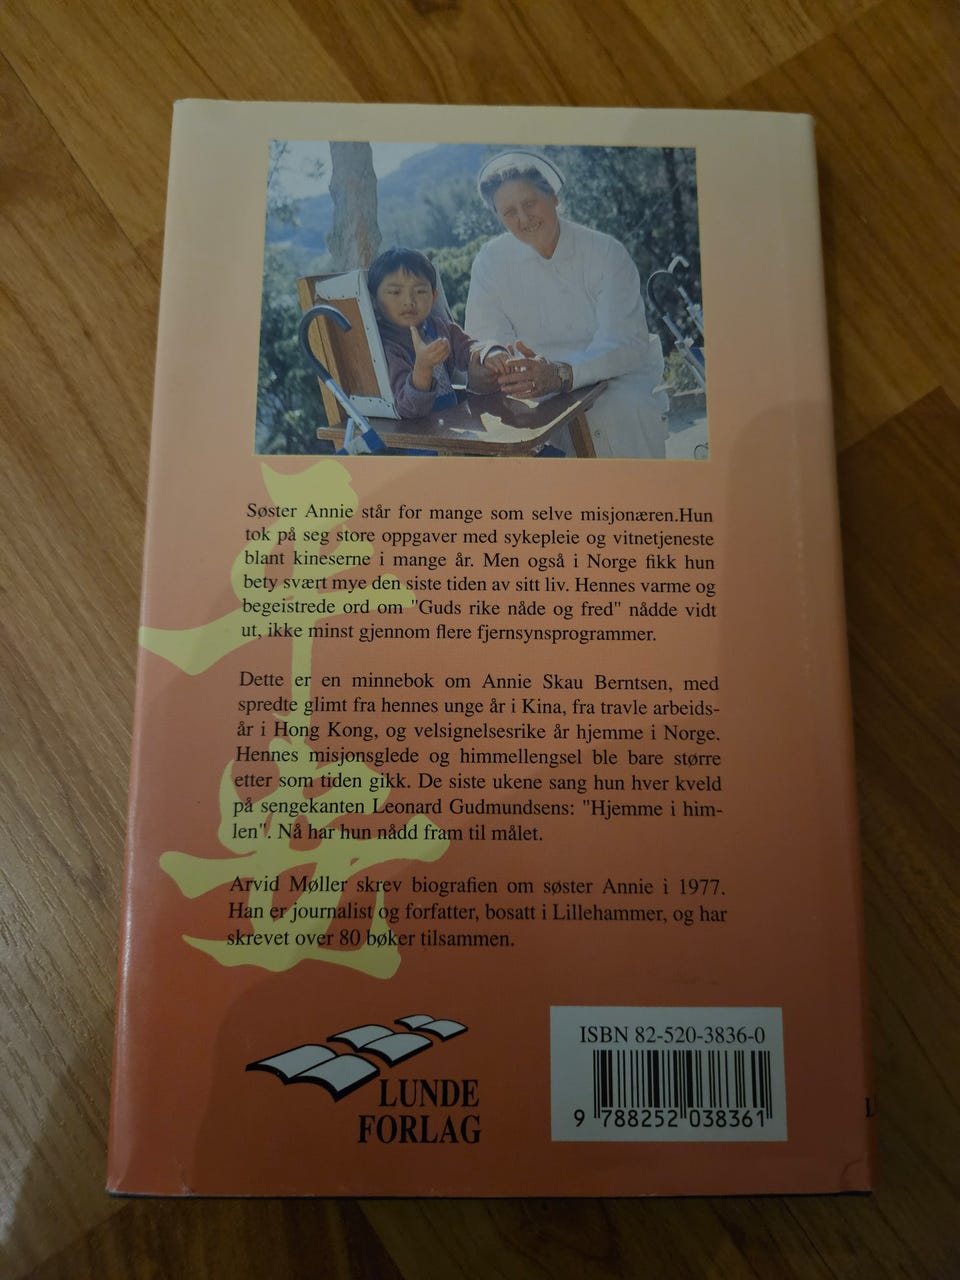 Søster Annie står for mange som selve misjonæren.Hun
tok på seg store oppgaver med sykepleie og vitnetjeneste
blant kineserne i mange år. Men også i Norge fikk hun
bety svært mye den siste tiden av sitt liv. Hennes varme og
begeistrede ord om "Guds rike nåde og fred" nådde vidt
ut, ikke minst gjennom flere fjernsynsprogrammer.
Dette er en minnebok om Annie Skau Berntsen, med
spredte glimt fra hennes unge år i Kina, fra travle arbeids-
år i Hong Kong, og velsignelsesrike år hjemme i Norge.
Hennes misjonsglede og himmellengsel ble bare større
etter som tiden gikk. De siste ukene sang hun hver kveld
på sengekanten Leonard Gudmundsens: "Hjemme i him-
len". Nå har hun nådd fram til målet.
Arvid Møller skrev biografien om søster Annie i 1977.
Han er journalist og forfatter, bosatt i Lillehammer, og har
skrevet over 80 bøker tilsammen.
LUNDE
FORLAG
ISBN 82-520-3836-0
9 788252 038361